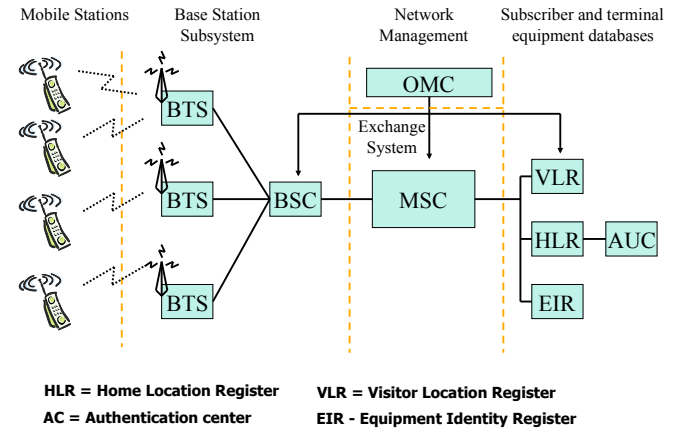 Mobile Stations
Base Station
Subsystem
Network
Management
Subscriber and terminal
equipment databases
OMC
BTS
Exchange
System
VLR
BTS
BSC
MSC
HLR
AUC
BTS
EIR
HLR = Home Location Register
VLR = Visitor Location Register
AC = Authentication center
EIR - Equipment Identity Register